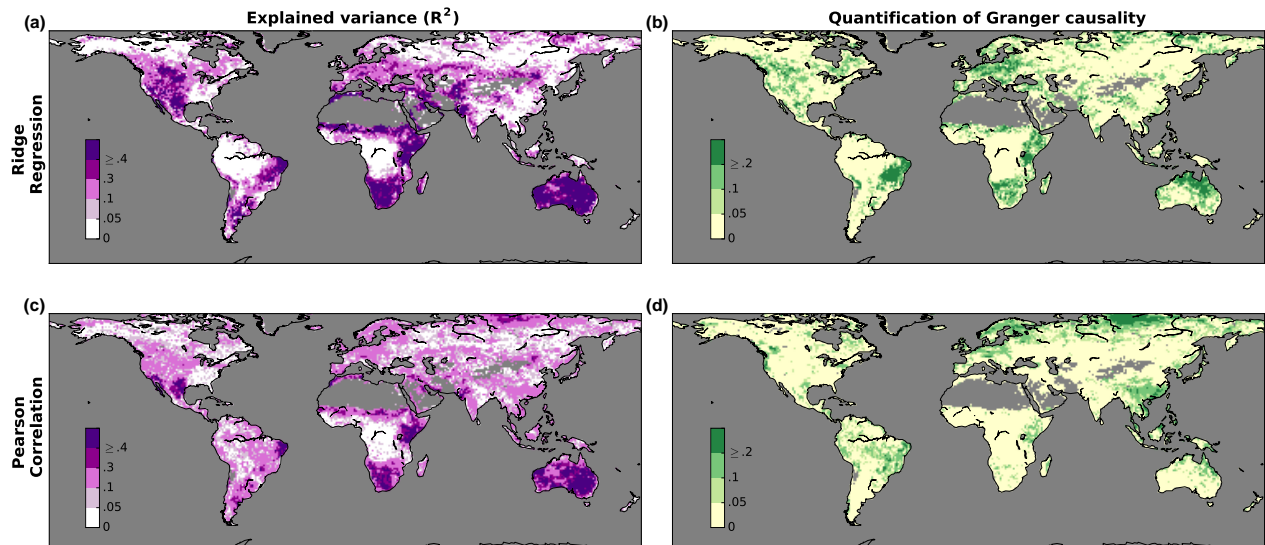 Explained variance (R²)
Quantification of Granger causality
(a)
(b)
Ridge
Regression
≥.4
.3
.1
.05
0
≥.2
.1
.05
0
(c)
(d)
Pearson
Correlation
≥.4
.3
.1
.05
0
≥.2
.1
.05
0